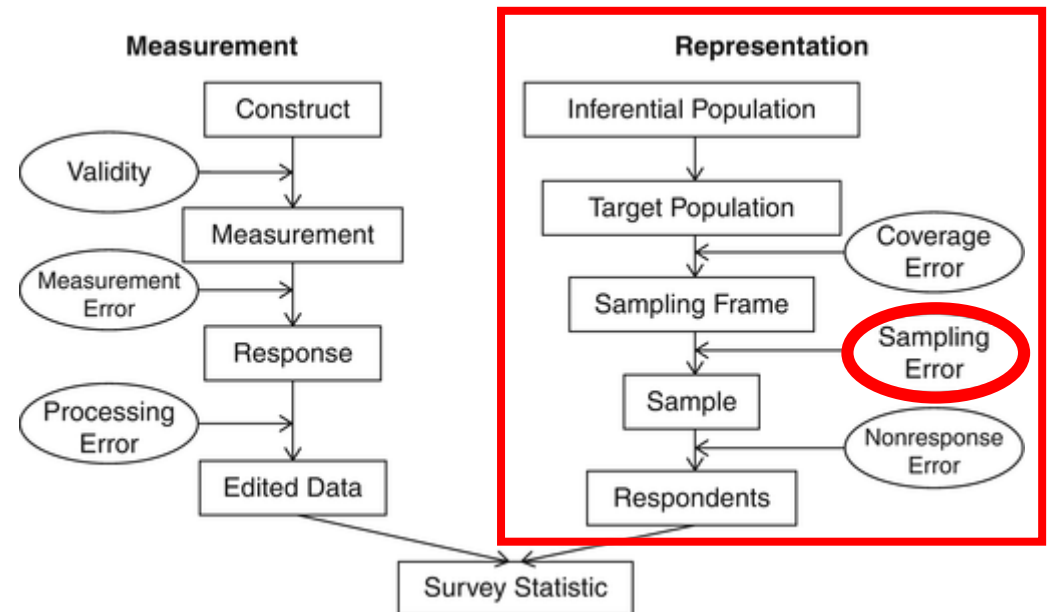 Measurement
Construct
Validity
Measurement
Measurement
Error
Response
Processing
Error
Edited Data
Representation
Inferential Population
Target Population
Coverage
Error
Sampling Frame
Sampling
Error
Sample
Nonresponse
Error
Respondents
Survey Statistic